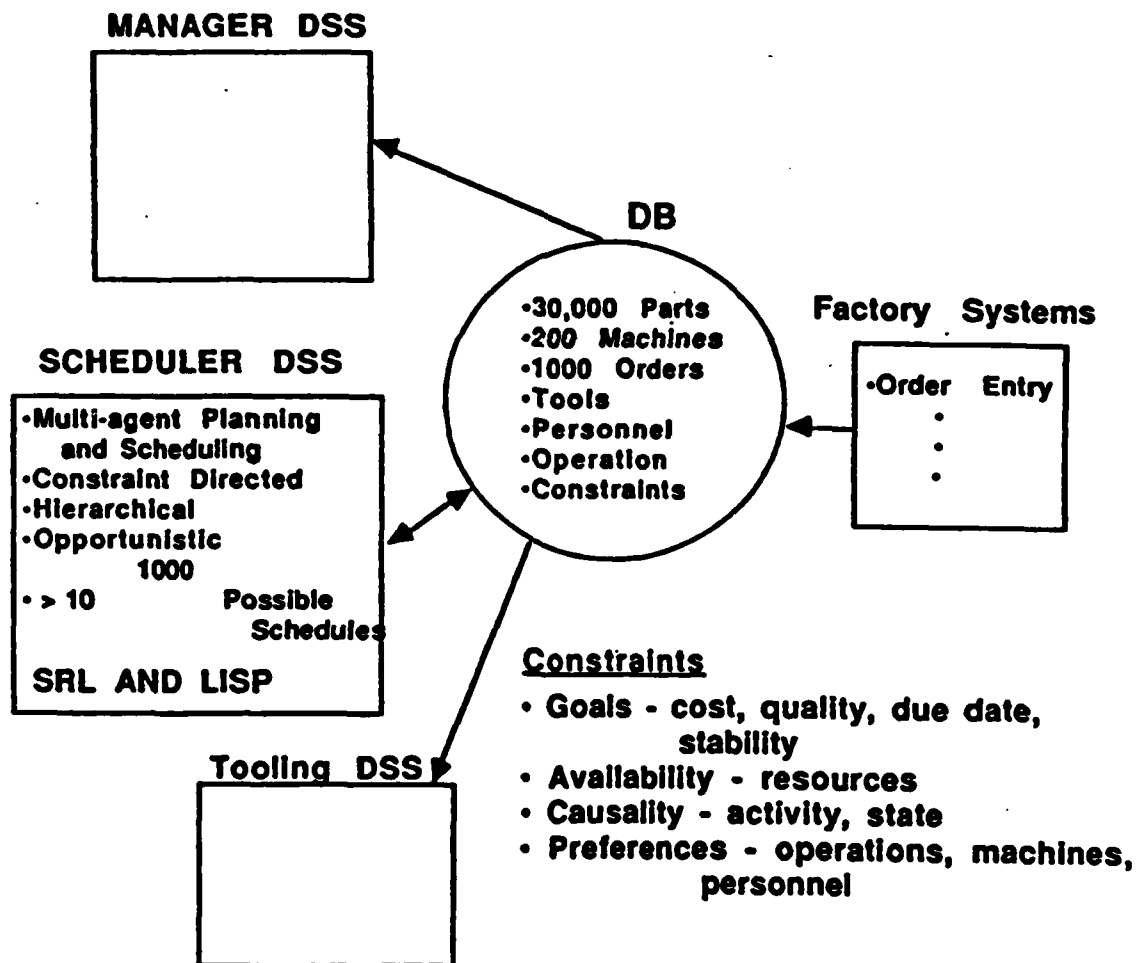 MANAGER DSS
DB
•30,000 Parts
•200 Machines
•1000 Orders
•Tools
•Personnel
•Operation
•Constraints
Factory Systems
•Order Entry
•
•
•
SCHEDULER DSS
•Multi-agent Planning
and Scheduling
•Constraint Directed
•Hierarchical
•Opportunistic
1000
• > 10 Possible
Schedules
SRL AND LISP
Tooling DSS
Constraints
• Goals - cost, quality, due date,
stability
• Availability - resources
• Causality - activity, state
• Preferences - operations, machines,
personnel